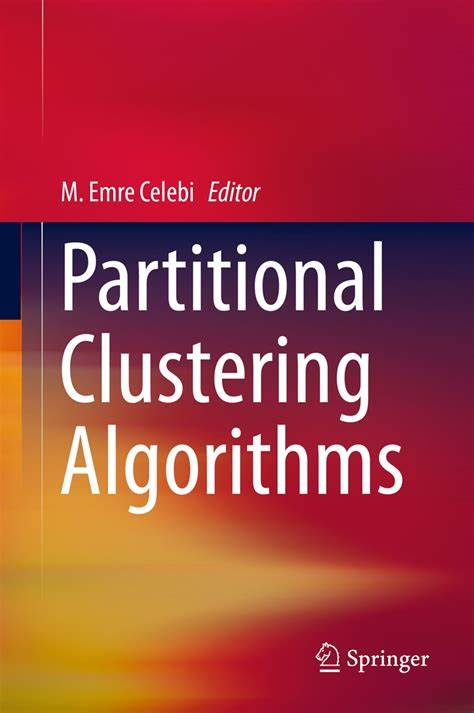 M. Emre Celebi Editor
Partitional
Clustering
Algorithms
Springer